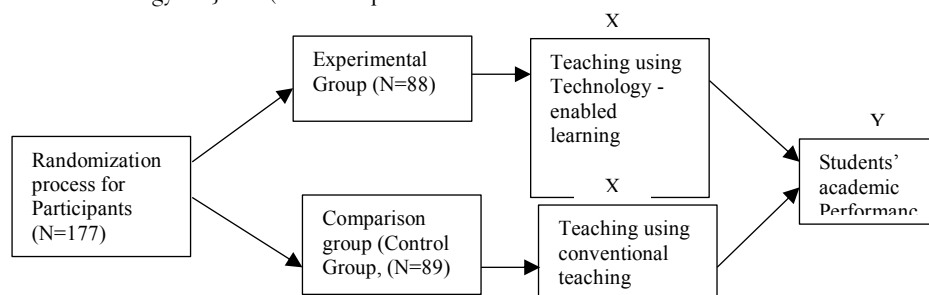 X
Experimental
Group (N=88)
Teaching using
Technology -
enabled
learning
Y
Randomization
process for
Participants
(N=177)
Students’
academic
Performanc
X
Comparison
group (Control
Group, (N=89)
Teaching using
conventional
teaching